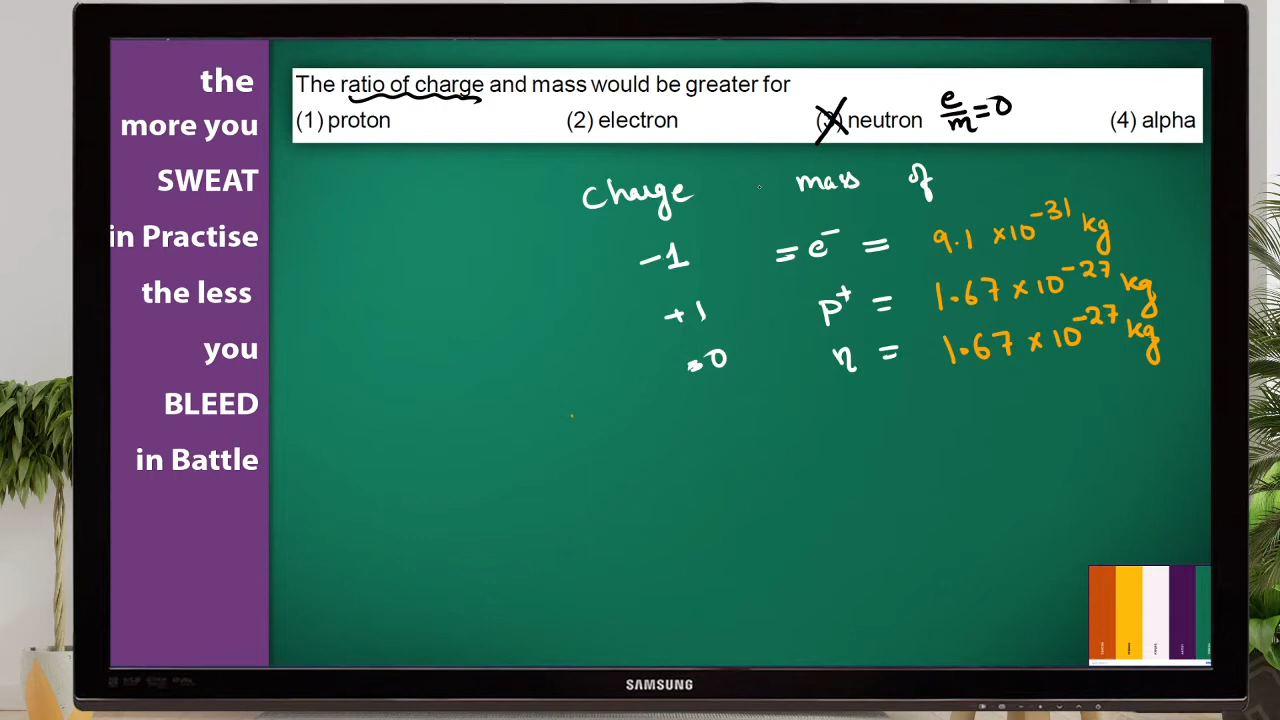 the
more you
SWEAT
in Practise
the less
you
BLEED
in Battle
The ratio of charge and mass would be greater for
(1) proton (2) electron (3) neutron e/m = 0 (4) alpha
Charge mass of
-1 = e⁻ = 9.1 × 10⁻³¹ kg
+1 p⁺ = 1.67 × 10⁻²⁷ kg
0 n = 1.67 × 10⁻²⁷ kg
SAMSUNG